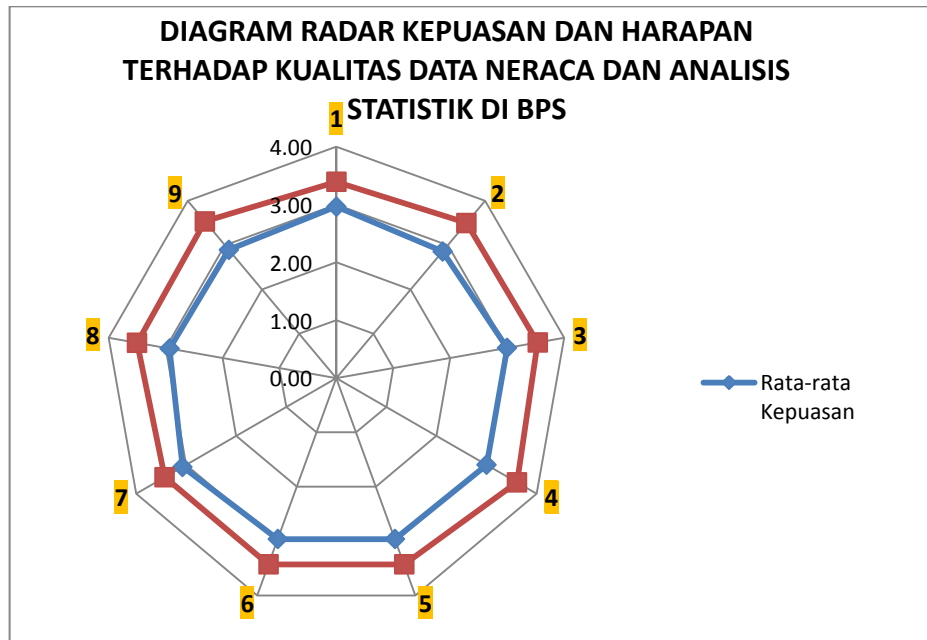 DIAGRAM RADAR KEPUASAN DAN HARAPAN
TERHADAP KUALITAS DATA NERACA DAN ANALISIS
STATISTIK DI BPS
1
4.00
9
2
3.00
2.00
8
3
1.00
0.00
Rata-rata
Kepuasan
7
4
6
5